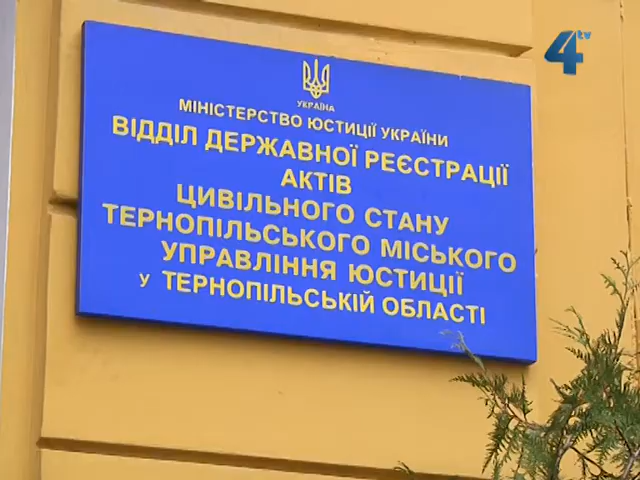 4tv
УКРАЇНА
МІНІСТЕРСТВО ЮСТИЦІЇ УКРАЇНИ
ВІДДІЛ ДЕРЖАВНОЇ РЕЄСТРАЦІЇ
АКТІВ
ЦИВІЛЬНОГО СТАНУ
ТЕРНОПІЛЬСЬКОГО МІСЬКОГО
УПРАВЛІННЯ ЮСТИЦІЇ
У ТЕРНОПІЛЬСЬКІЙ ОБЛАСТІ